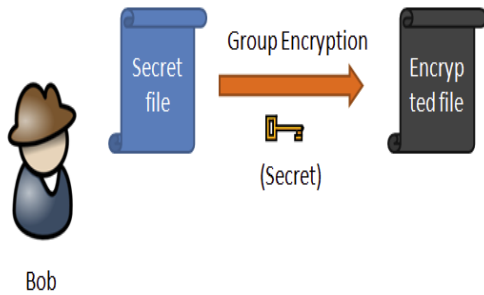 Group Encryption
Secret
file
Encryp
ted file
(Secret)
Bob